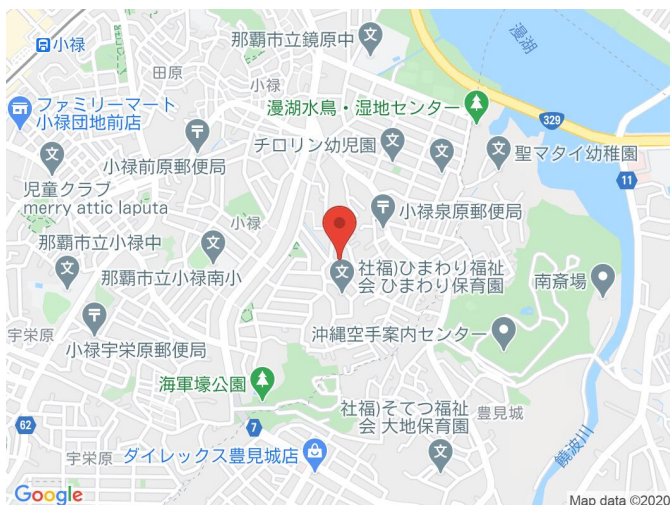 那覇市立鏡原中
漫湖
小禄
田原
小禄
漫湖水鳥・湿地センター
329
ファミリーマート
小禄団地前店
チロリン幼児園
聖マタイ幼稚園
小禄前原郵便局
11
児童クラブ
merry attic laputa
小禄
小禄泉原郵便局
那覇市立小禄中
那覇市立小禄南小
社福)ひまわり福祉
会 ひまわり保育園
南斎場
小禄宇栄原郵便局
宇栄原
沖縄空手案内センター
海軍壕公園
社福)そてつ福祉
会 大地保育園
豊見城
62
7
宇栄原
ダイレックス豊見城店
饒波川
Google
Map data ©2020